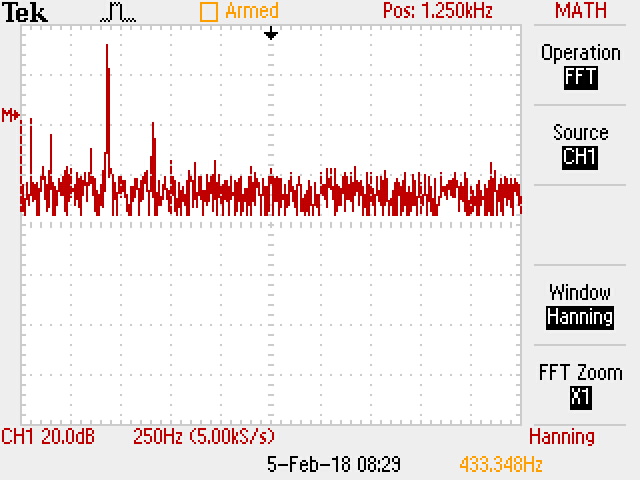 Tek Armed Pos: 1.250kHz MATH
Operation
FFT
Source
CH1
M
Window
Hanning
FFT Zoom
X1
CH1 20.0dB 250Hz (5.00kS/s) Hanning
5-Feb-18 08:29 433.348Hz